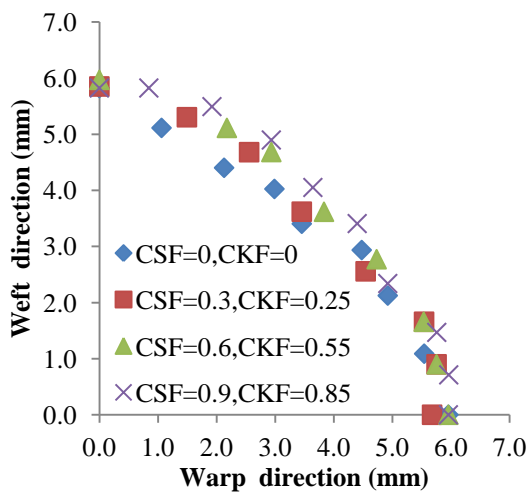 7.0
6.0
5.0
4.0
3.0
2.0
1.0
0.0
Weft direction (mm)
CSF=0,CKF=0
CSF=0.3,CKF=0.25
CSF=0.6,CKF=0.55
CSF=0.9,CKF=0.85
0.0 1.0 2.0 3.0 4.0 5.0 6.0 7.0
Warp direction (mm)